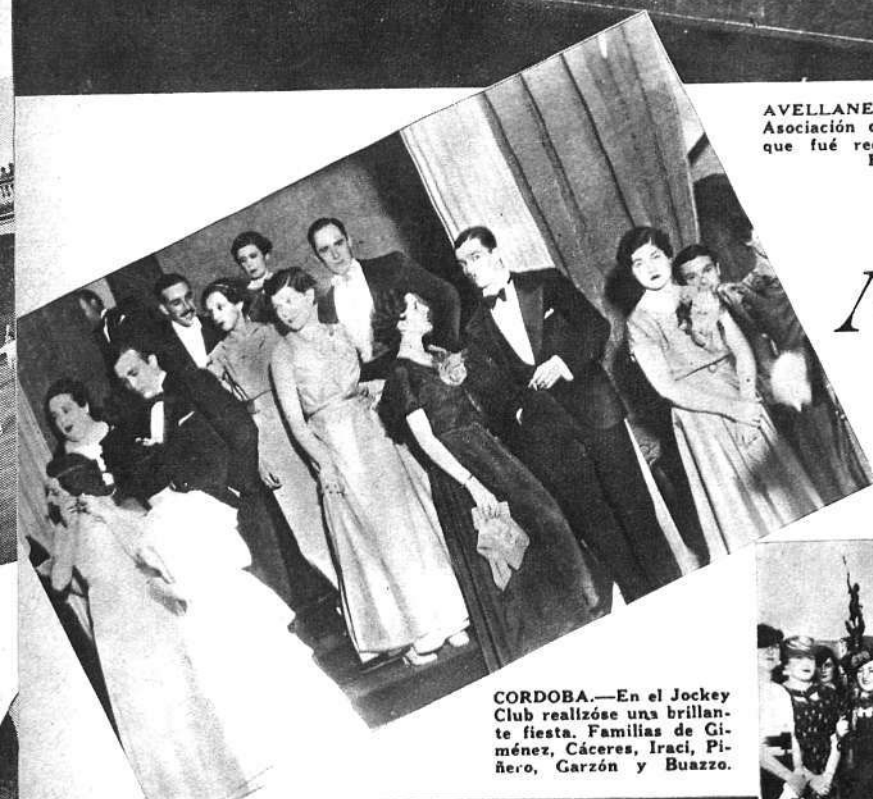 AVELLANE
Asociación
que fué
CORDOBA.—En el Jockey
Club realizóse una brillan-
te fiesta. Familias de Gi-
ménez, Cáceres, Iraci, Pi-
ñero, Garzón y Buazzo.